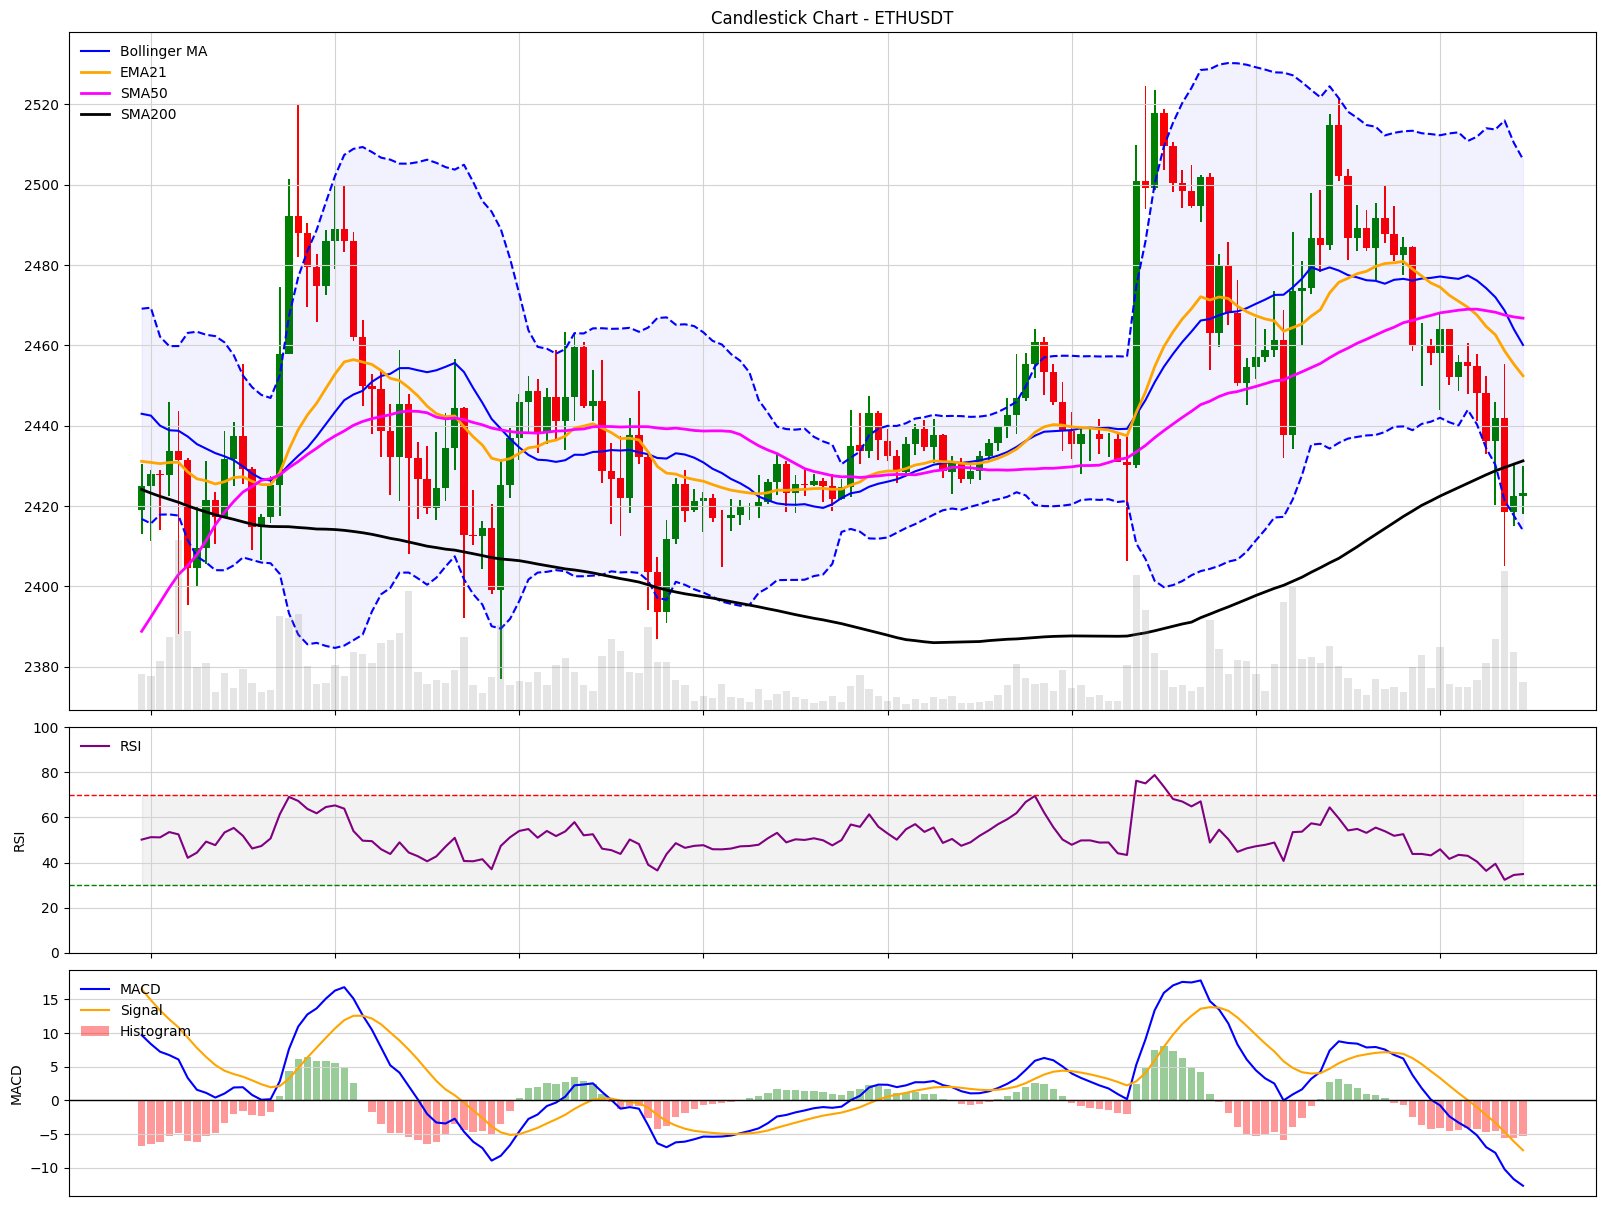 Candlestick Chart - ETHUSDT
Bollinger MA
EMA21
SMA50
SMA200
2520
2500
2480
2460
2440
2420
2400
2380
100
RSI
80
60
RSI
40
20
0
MACD
15
Signal
10
Histogram
5
MACD
0
−5
−10